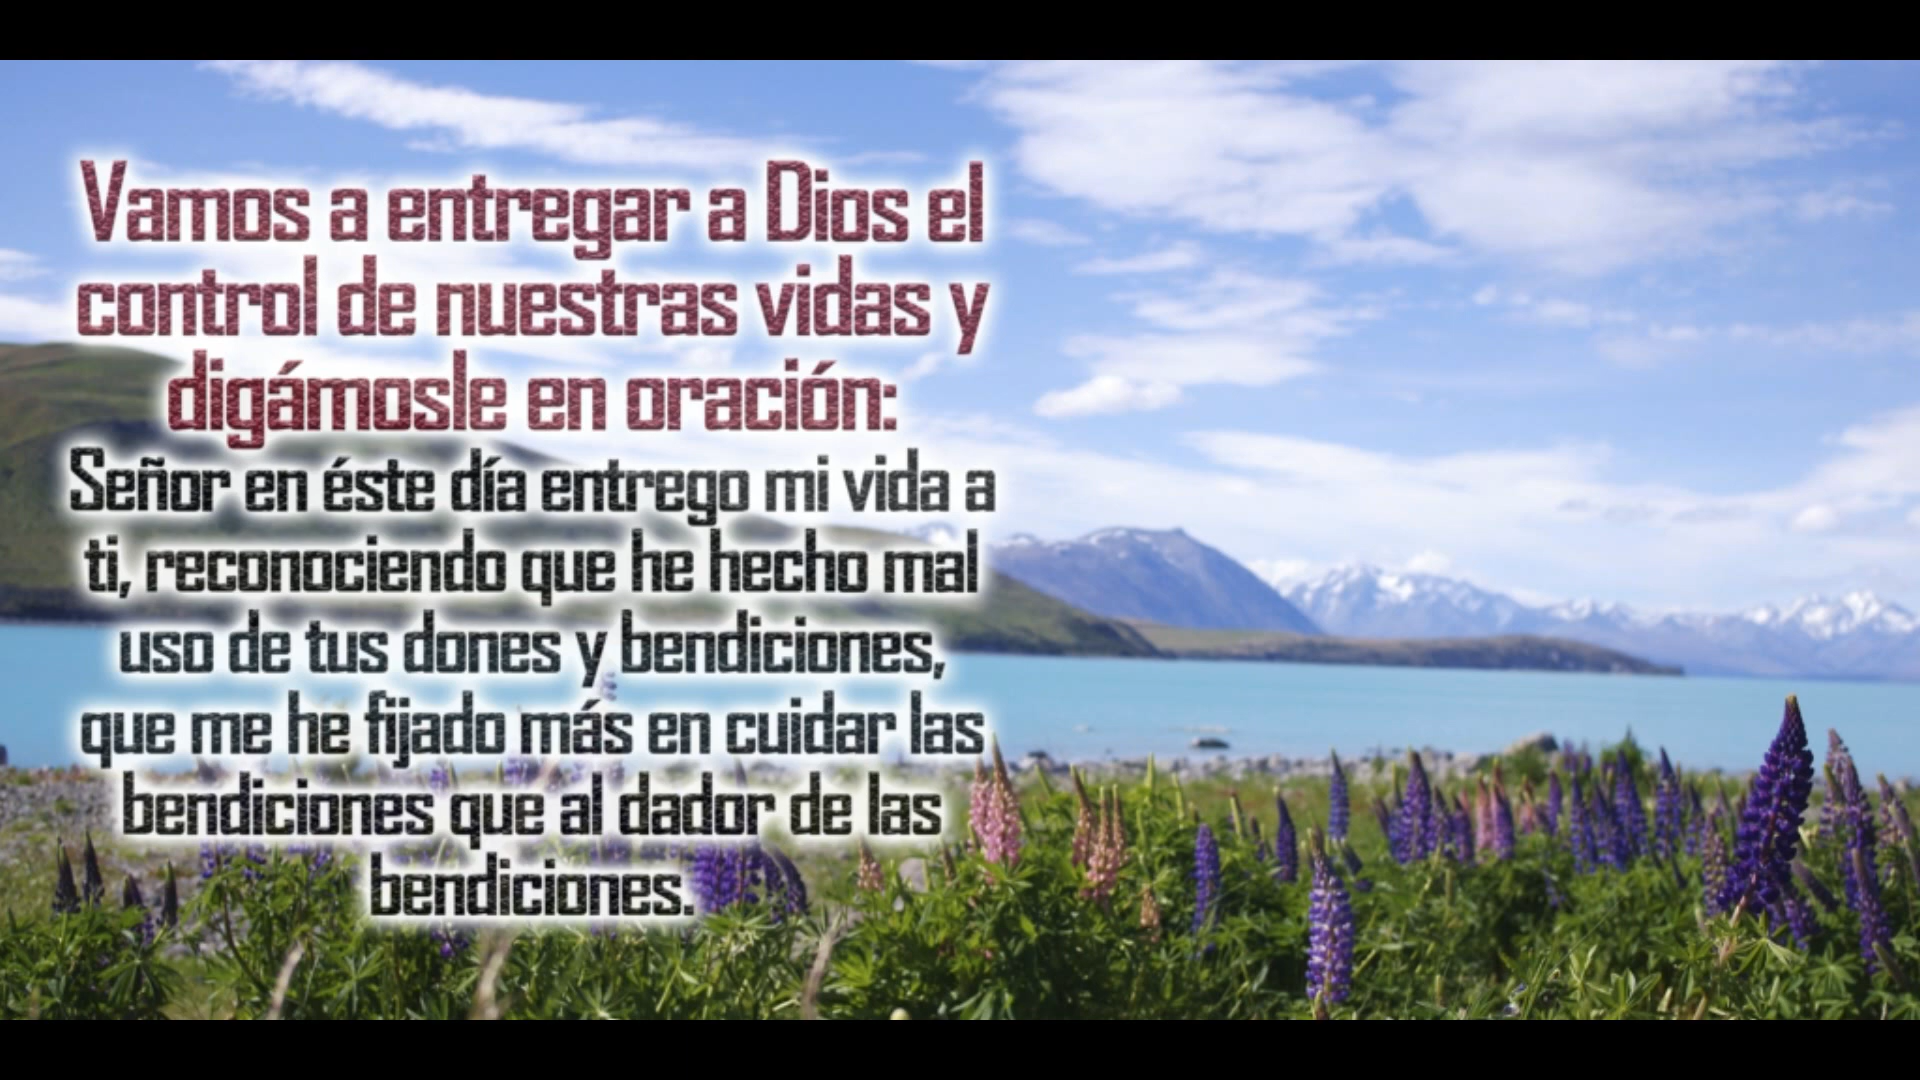 Vamos a entregar a Dios el
control de nuestras vidas y
digámosle en oración:
Señor en éste día entrego mi vida a
ti, reconociendo que he hecho mal
uso de tus dones y bendiciones,
que me he fijado más en cuidar las
bendiciones que al dador de las
bendiciones.